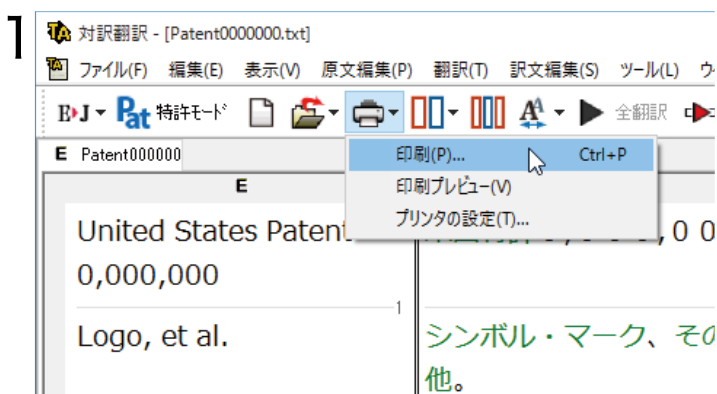 1
対訳翻訳 - [Patent0000000.txt]
ファイル(F) 編集(E) 表示(V) 原文編集(P) 翻訳(T) 訳文編集(S) ツール(L)
E▸J Pat 特許モード 全翻訳
E Patent000000
印刷(P)... Ctrl+P
印刷プレビュー(V)
プリンタの設定(T)...
E
United States Patent
0,000,000
1
Logo, et al.
シンボル・マーク、その
他。